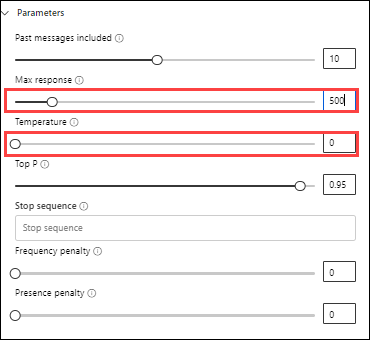 Parameters
Past messages included
10
Max response
500
Temperature
0
Top P
0.95
Stop sequence
Stop sequence
Frequency penalty
0
Presence penalty
0